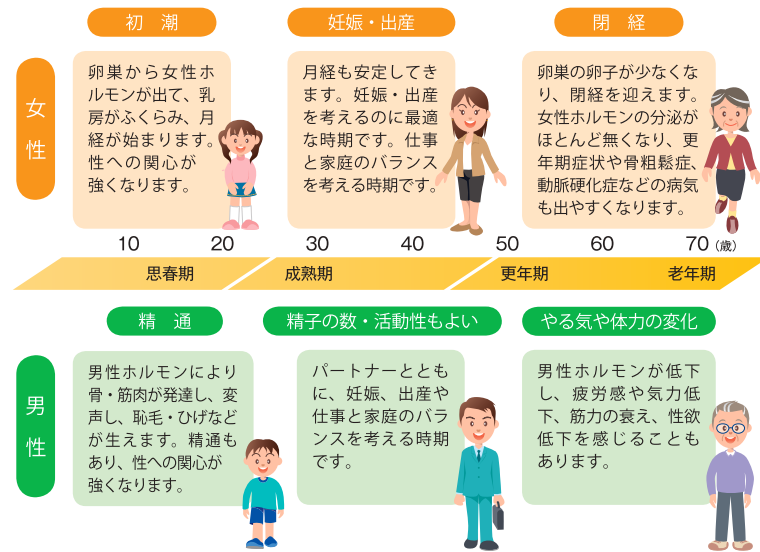 初 潮
妊娠・出産
閉 経
女性
卵巣から女性ホ
ルモンが出て、乳
房がふくらみ、月
経が始まります。
性への関心が
強くなります。
月経も安定してき
ます。妊娠・出産
を考えるのに最適
な時期です。仕事
と家庭のバランス
を考える時期です。
卵巣の卵子が少なくな
り、閉経を迎えます。
女性ホルモンの分泌が
ほとんど無くなり、更
年期症状や骨粗鬆症、
動脈硬化症などの病気
も出やすくなります。
10 20 30 40 50 60 70(歳)
思春期 成熟期 更年期 老年期
精 通
精子の数・活動性もよい
やる気や体力の変化
男性
男性ホルモンにより
骨・筋肉が発達し、変
声し、恥毛・ひげなど
が生えます。精通も
あり、性への関心が
強くなります。
パートナーととも
に、妊娠、出産や
仕事と家庭のバラ
ンスを考える時期
です。
男性ホルモンが低下
し、疲労感や気力低
下、筋力の衰え、性欲
低下を感じることも
あります。